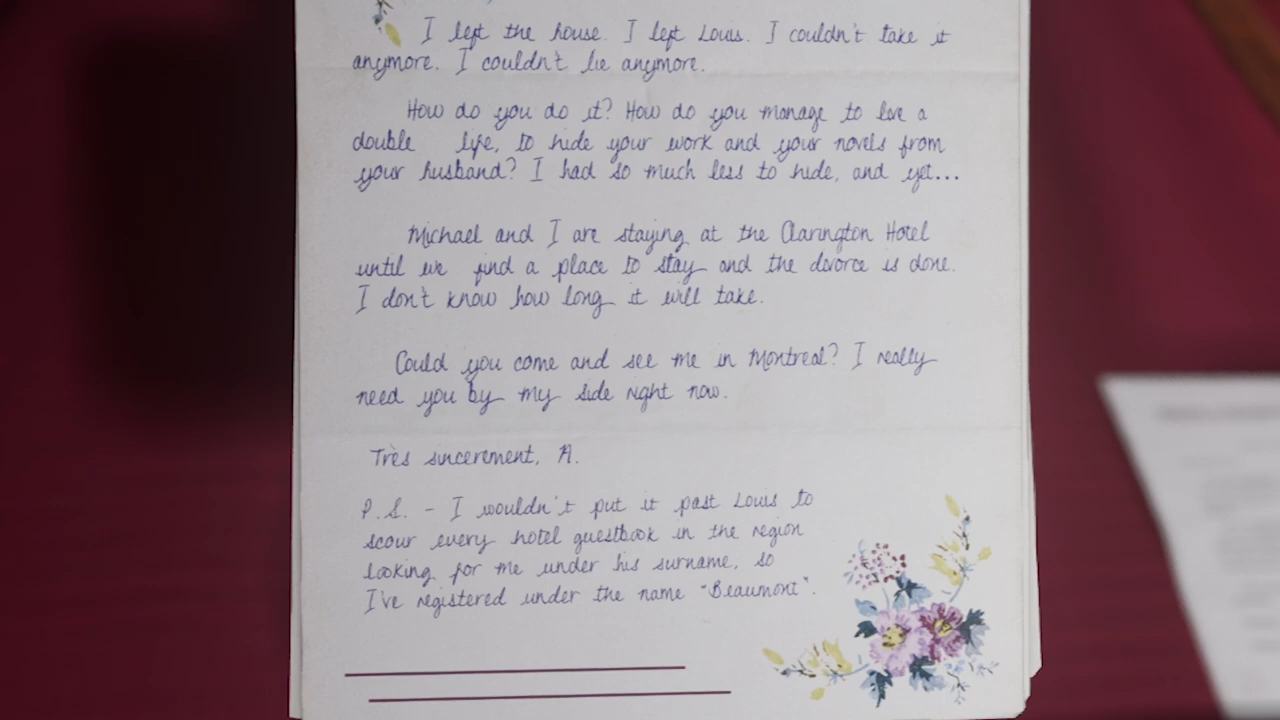 I left the house. I left Louis. I couldn't take it
anymore. I couldn't lie anymore.
How do you do it? How do you manage to live a
double life, to hide your work and your novels from
your husband? I had so much less to hide, and yet...
Michael and I are staying at the Clarington Hotel
until we find a place to stay and the divorce is done.
I don't know how long it will take.
Could you come and see me in Montreal? I really
need you by my side right now.
Très sincerement, A.
P.S. - I wouldn't put it past Louis to
scour every hotel guestbook in the region
looking for me under his surname, so
I've registered under the name "Beaumont".